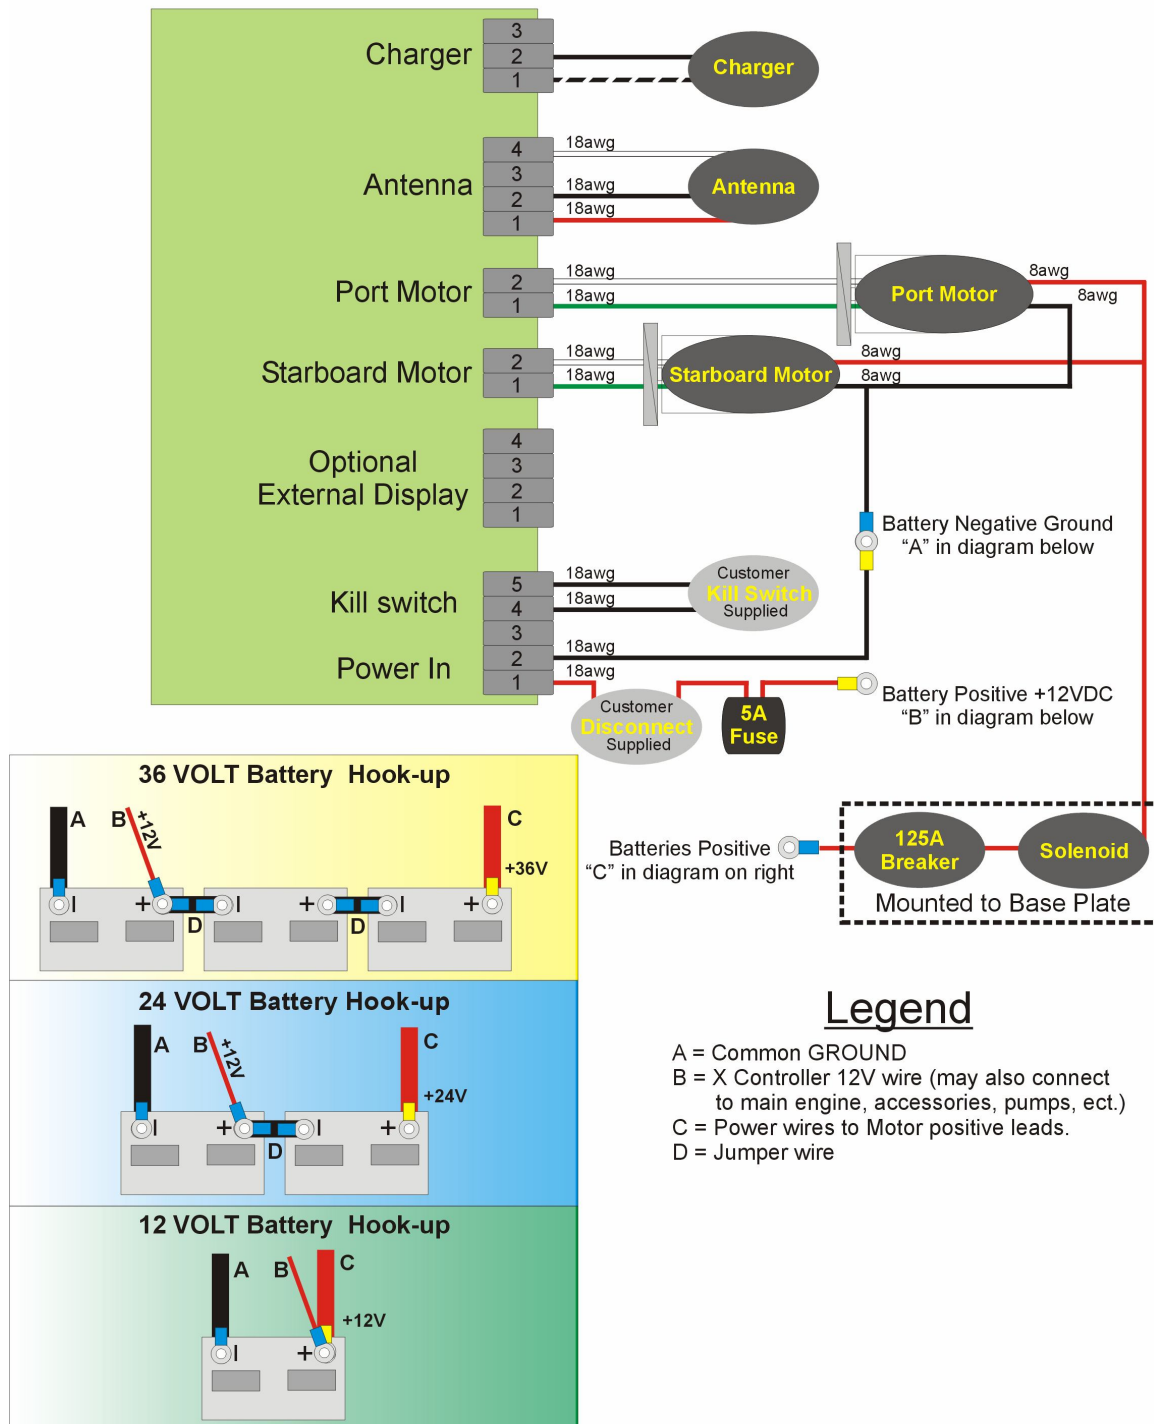 Charger
3
2
1
Charger
Antenna
4
3
2
1
18awg
18awg
18awg
Antenna
Port Motor
2
1
18awg
18awg
Port Motor
8awg
8awg
Starboard Motor
2
1
18awg
18awg
Starboard Motor
8awg
8awg
Optional
External Display
4
3
2
1
Battery Negative Ground
“A” in diagram below
Kill switch
Power In
5
4
3
2
1
18awg
18awg
18awg
18awg
Customer
Kill Switch
Supplied
Customer
Disconnect
Supplied
5A
Fuse
Battery Positive +12VDC
“B” in diagram below
Batteries Positive
“C” in diagram on right
125A
Breaker
Solenoid
Mounted to Base Plate
36 VOLT Battery Hook-up
A
B
+12V
C
+36V
I
+
I
+
I
+
D
D
24 VOLT Battery Hook-up
A
B
+12V
C
+24V
I
+
I
+
D
12 VOLT Battery Hook-up
A
B
C
+12V
I
+
Legend
A = Common GROUND
B = X Controller 12V wire (may also connect
to main engine, accessories, pumps, ect.)
C = Power wires to Motor positive leads.
D = Jumper wire